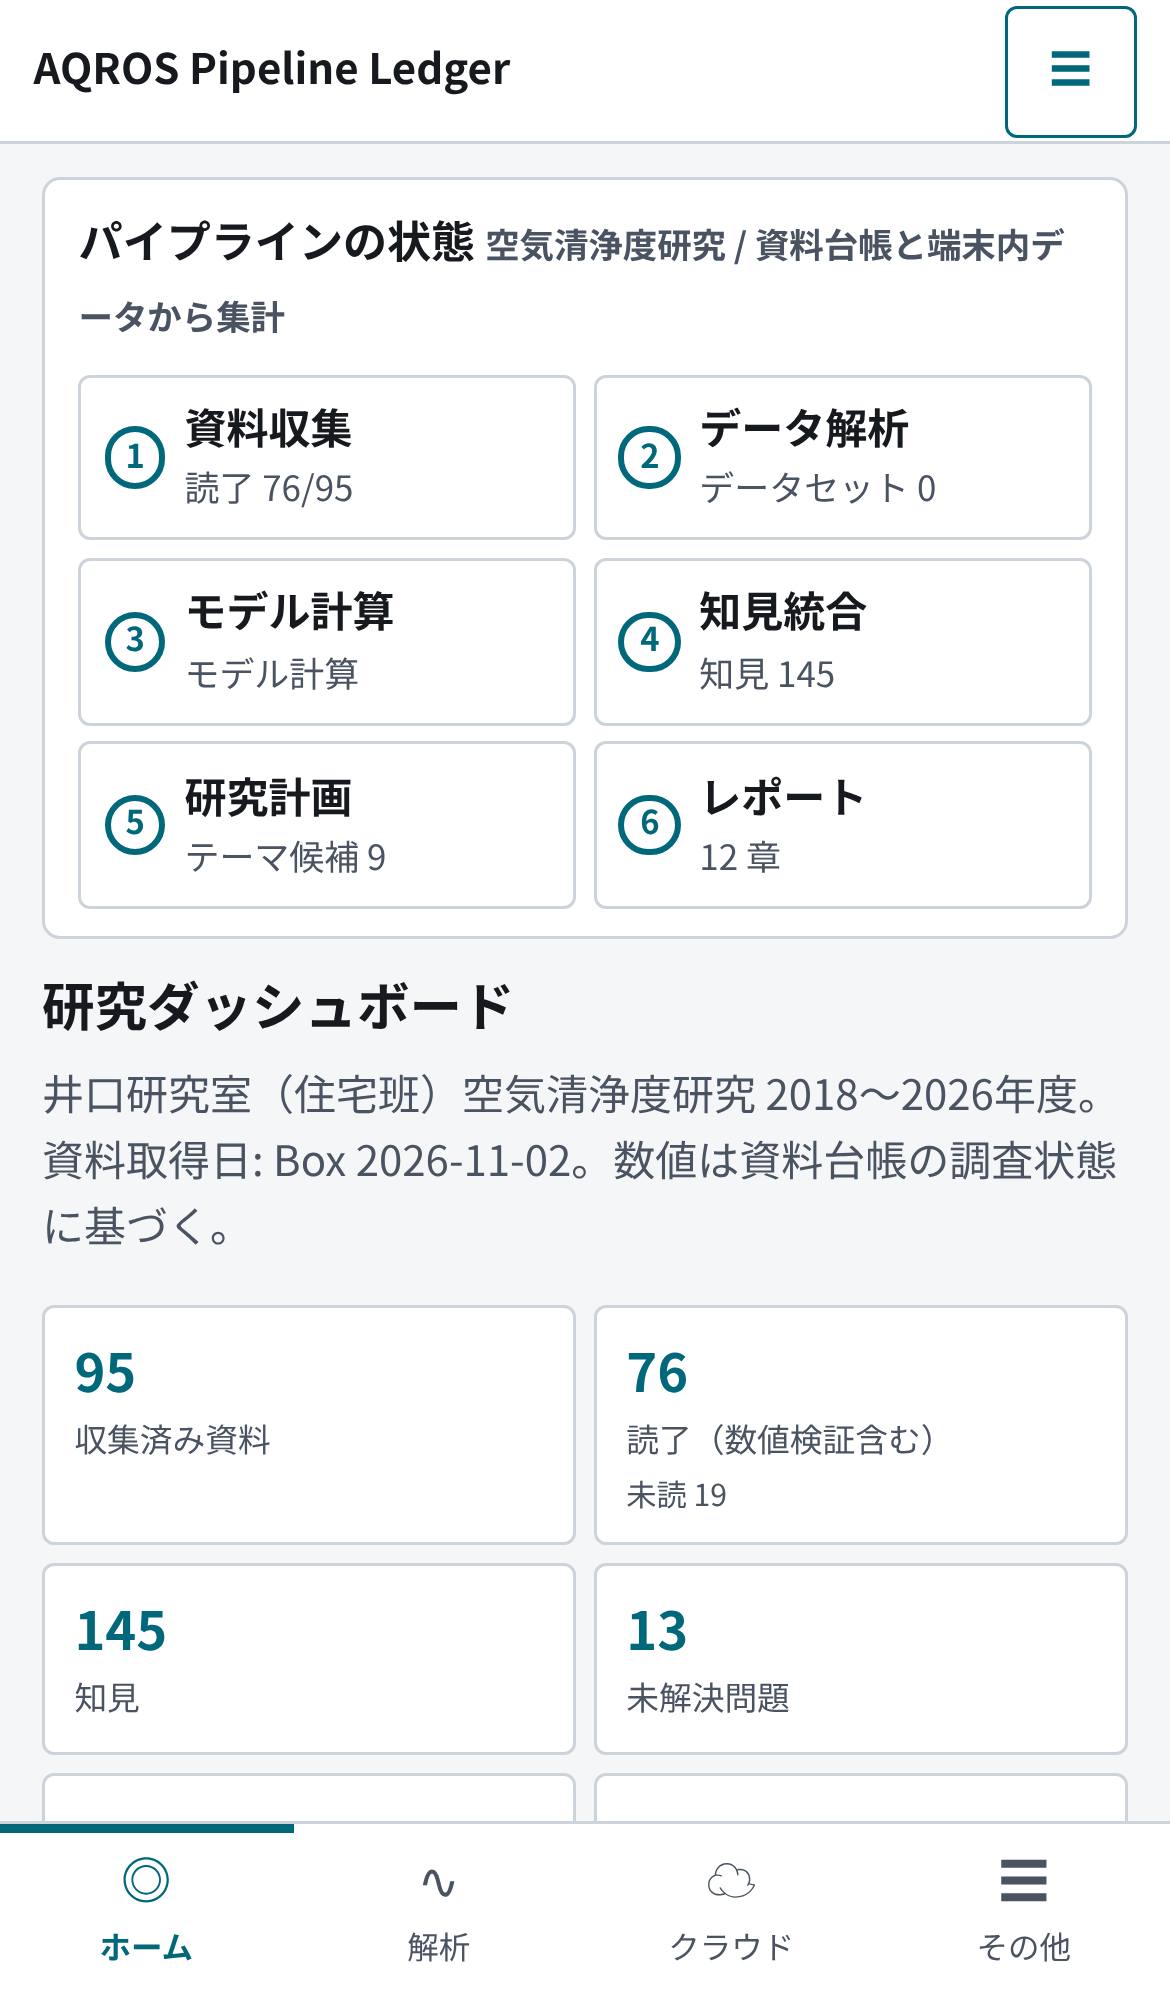 AQROS Pipeline Ledger
パイプラインの状態 空気清浄度研究 / 資料台帳と端末内デ
ータから集計
1 資料収集
読了 76/95
2 データ解析
データセット 0
3 モデル計算
モデル計算
4 知見統合
知見 145
5 研究計画
テーマ候補 9
6 レポート
12 章
研究ダッシュボード
井口研究室（住宅班）空気清浄度研究 2018〜2026年度。
資料取得日: Box 2026-11-02。数値は資料台帳の調査状態
に基づく。
95
収集済み資料
76
読了（数値検証含む）
未読 19
145
知見
13
未解決問題
ホーム
解析
クラウド
その他